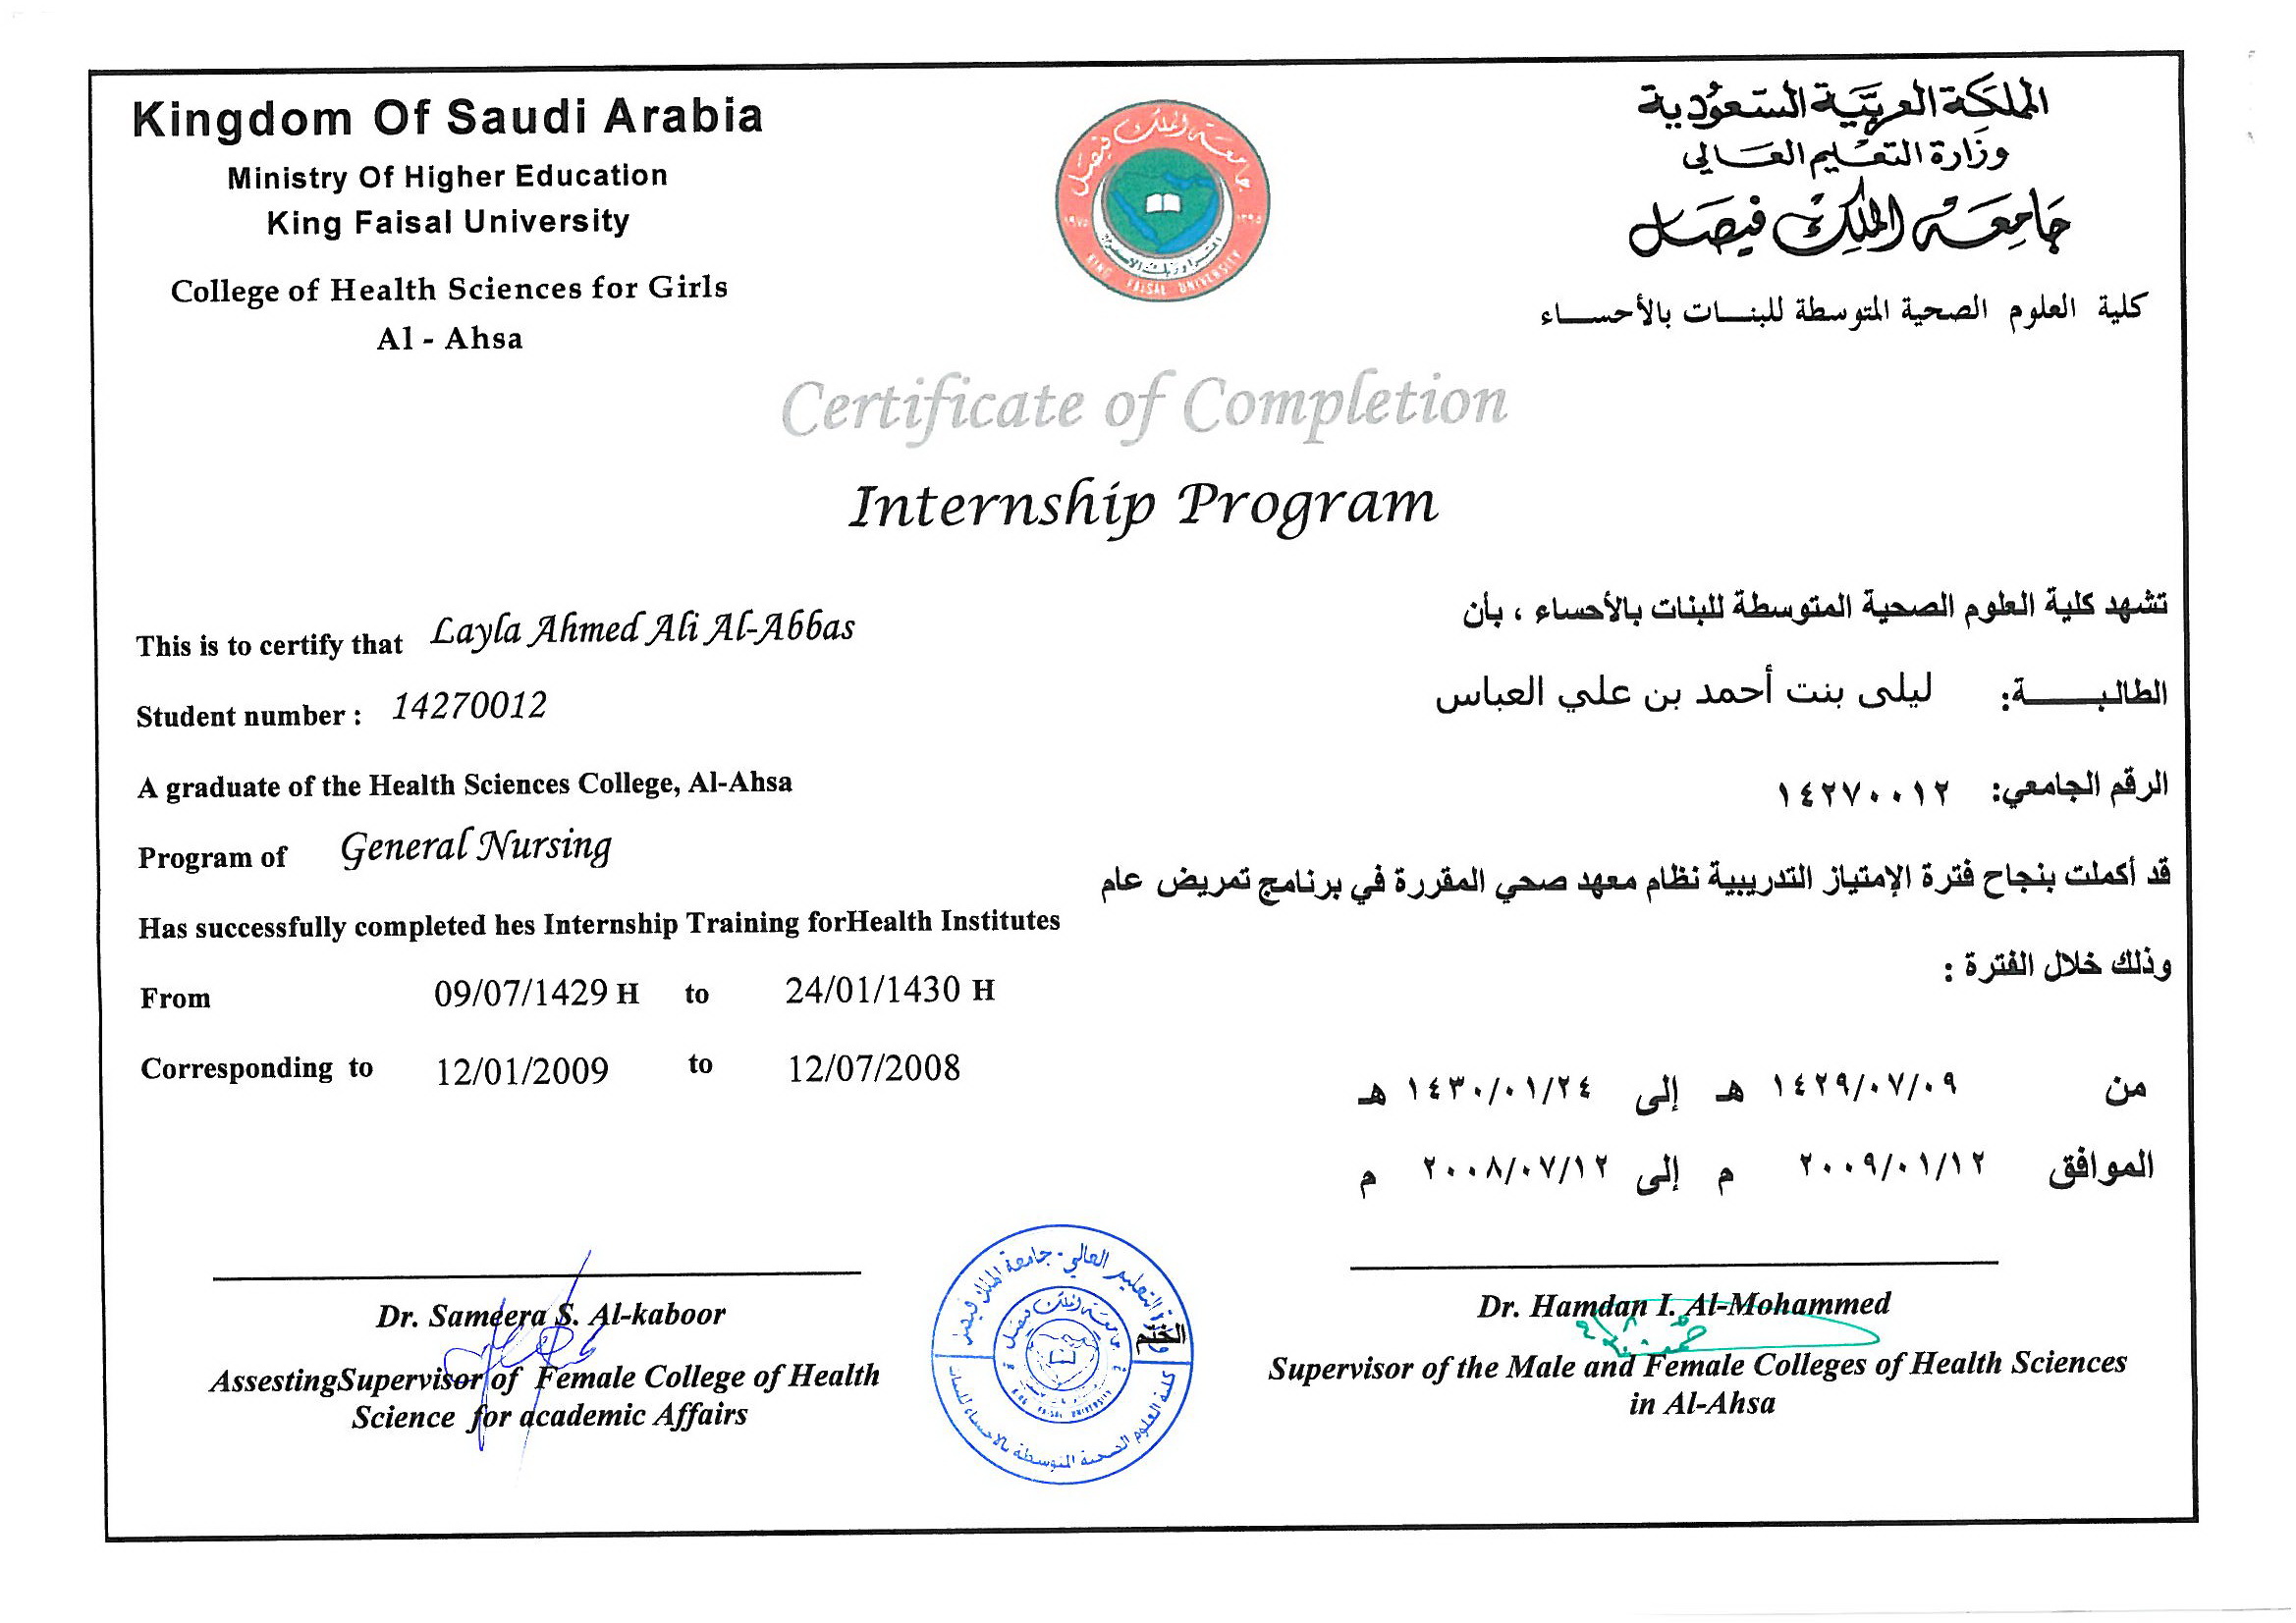 Kingdom Of Saudi Arabia
Ministry Of Higher Education
King Faisal University
College of Health Sciences for Girls
Al - Ahsa
جامعة الملك فيصل
١٩٧٥
١٣٩٥
KING FAISAL UNIVERSITY
المملكة العربية السعودية
وزارة التعليم العالي
جامعة الملك فيصل
كلية العلوم الصحية المتوسطة للبنات بالأحساء
Certificate of Completion
Internship Program
This is to certify that Layla Ahmed Ali Al-Abbas
Student number : 14270012
A graduate of the Health Sciences College, Al-Ahsa
Program of General Nursing
Has successfully completed hes Internship Training forHealth Institutes
From 09/07/1429 H to 24/01/1430 H
Corresponding to 12/01/2009 to 12/07/2008
تشهد كلية العلوم الصحية المتوسطة للبنات بالأحساء ، بأن
الطالبة: ليلى بنت أحمد بن علي العباس
الرقم الجامعي: ١٤٢٧٠٠١٢
قد أكملت بنجاح فترة الإمتياز التدريبية نظام معهد صحي المقررة في برنامج تمريض عام
وذلك خلال الفترة :
من ١٤٢٩/٠٧/٠٩ هـ إلى ١٤٣٠/٠١/٢٤ هـ
الموافق ٢٠٠٩/٠١/١٢ م إلى ٢٠٠٨/٠٧/١٢ م
Dr. Sameera S. Al-kaboor
AssestingSupervisor of Female College of Health
Science for academic Affairs
وزارة التعليم العالي - جامعة الملك فيصل
كلية العلوم الصحية المتوسطة بالاحساء للبنات
جامعة الملك فيصل
KING FAISAL UNIVERSITY
الختم
Dr. Hamdan I. Al-Mohammed
Supervisor of the Male and Female Colleges of Health Sciences
in Al-Ahsa